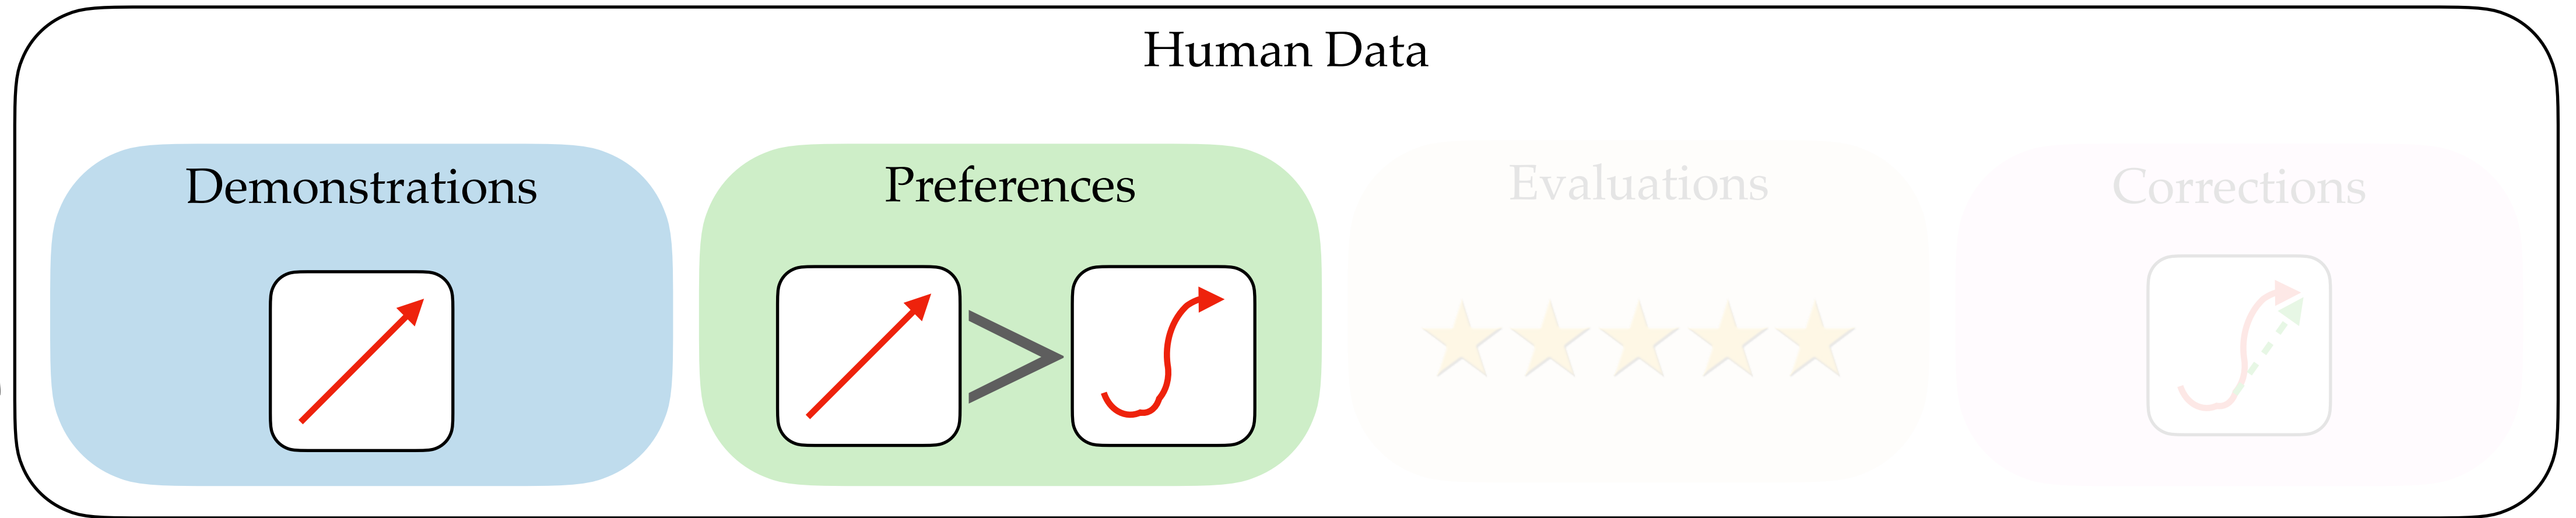 Human Data
Demonstrations
Preferences
Evaluations
Corrections
>